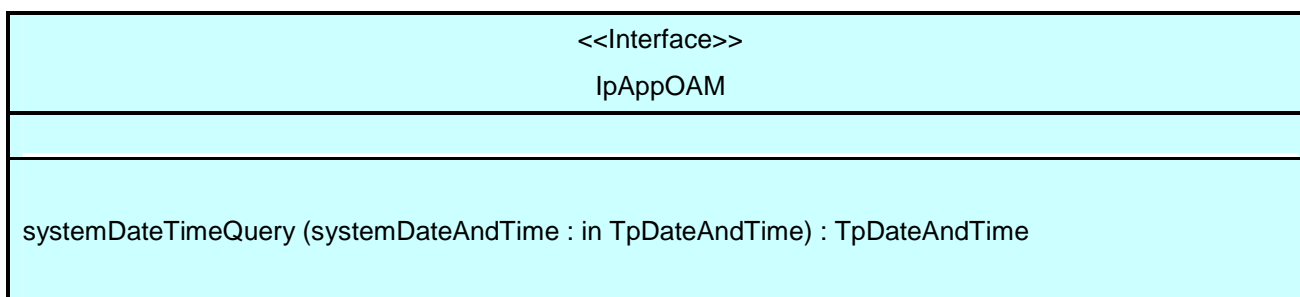 <<Interface>>
IpAppOAM
systemDateTimeQuery (systemDateAndTime : in TpDateAndTime) : TpDateAndTime